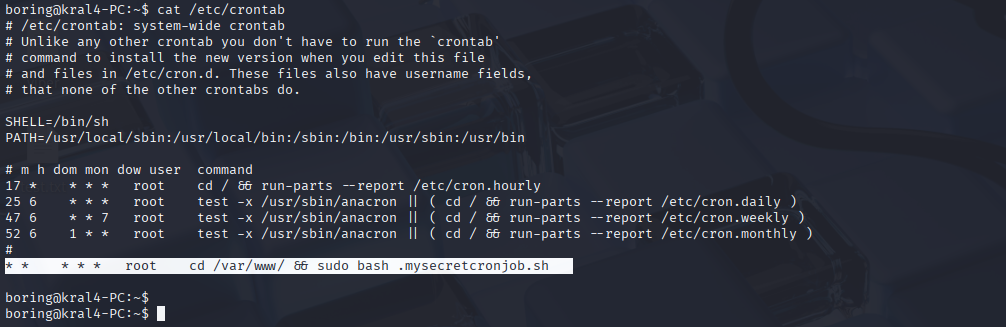 boring@kral4-PC:~$ cat /etc/crontab
# /etc/crontab: system-wide crontab
# Unlike any other crontab you don't have to run the `crontab'
# command to install the new version when you edit this file
# and files in /etc/cron.d. These files also have username fields,
# that none of the other crontabs do.

SHELL=/bin/sh
PATH=/usr/local/sbin:/usr/local/bin:/sbin:/bin:/usr/sbin:/usr/bin

# m h dom mon dow user  command
17 *    * * *   root    cd / && run-parts --report /etc/cron.hourly
25 6    * * *   root    test -x /usr/sbin/anacron || ( cd / && run-parts --report /etc/cron.daily )
47 6    * * 7   root    test -x /usr/sbin/anacron || ( cd / && run-parts --report /etc/cron.weekly )
52 6    1 * *   root    test -x /usr/sbin/anacron || ( cd / && run-parts --report /etc/cron.monthly )
#
* *    * * *   root    cd /var/www/ && sudo bash .mysecretcronjob.sh

boring@kral4-PC:~$
boring@kral4-PC:~$